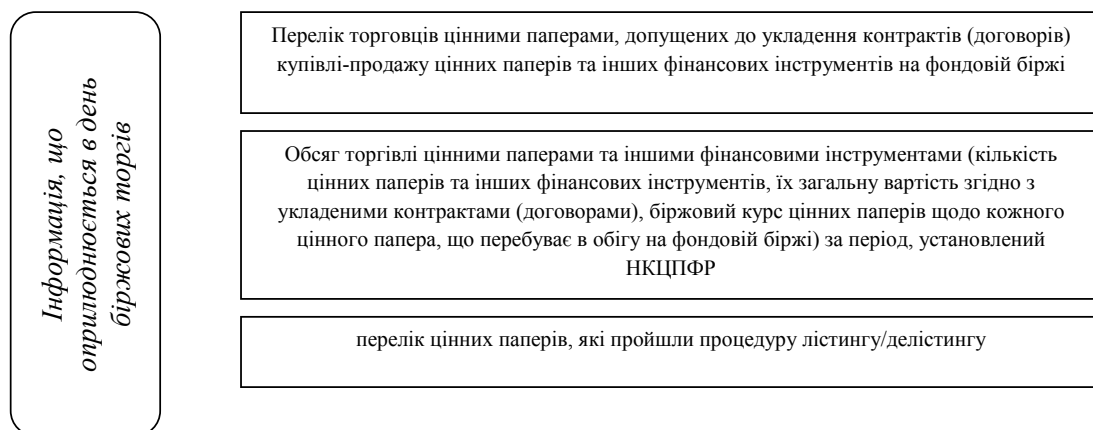 Інформація, що
оприлюднюється в день
біржових торгів
Перелік торговців цінними паперами, допущених до укладення контрактів (договорів)
купівлі-продажу цінних паперів та інших фінансових інструментів на фондовій біржі
Обсяг торгівлі цінними паперами та іншими фінансовими інструментами (кількість
цінних паперів та інших фінансових інструментів, їх загальну вартість згідно з
укладеними контрактами (договорами), біржовий курс цінних паперів щодо кожного
цінного папера, що перебуває в обігу на фондовій біржі) за період, установлений
НКЦПФР
перелік цінних паперів, які пройшли процедуру лістингу/делістингу